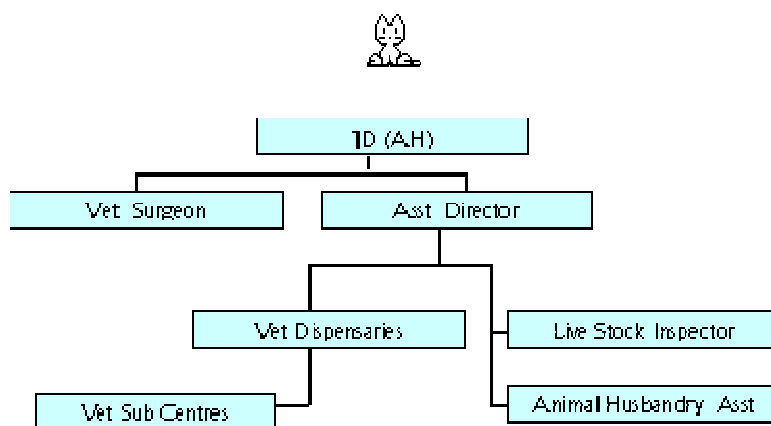 JD (A.H)
Vet Surgeon
Asst Director
Vet Dispensaries
Live Stock Inspector
Vet Sub Centres
Animal Husbandry Asst